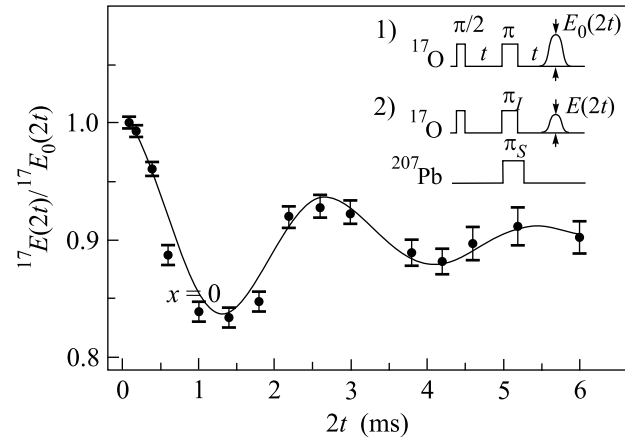 1)
π/2 π E₀(2t)
¹⁷O t t
2)
¹⁷O π_I E(2t)
²⁰⁷Pb π_S
¹⁷E(2t)/¹⁷E₀(2t)
1.0
0.9
0.8
x = 0
0 1 2 3 4 5 6
2t (ms)